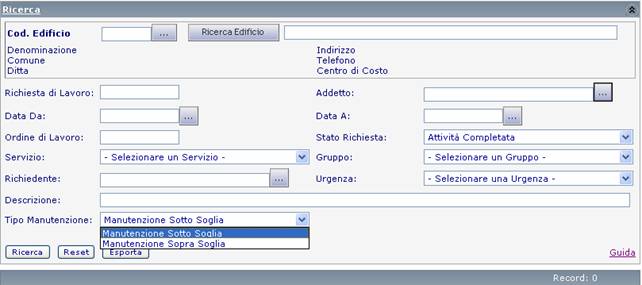 Ricerca
Cod. Edificio ... Ricerca Edificio
Denominazione Indirizzo
Comune Telefono
Ditta Centro di Costo
Richiesta di Lavoro: Addetto: ...
Data Da: ... Data A: ...
Ordine di Lavoro: Stato Richiesta: Attività Completata
Servizio: - Selezionare un Servizio - Gruppo: - Selezionare un Gruppo -
Richiedente: ... Urgenza: - Selezionare una Urgenza -
Descrizione:
Tipo Manutenzione: Manutenzione Sotto Soglia
Manutenzione Sotto Soglia
Manutenzione Sopra Soglia
Ricerca Reset Esporta Guida
Record: 0